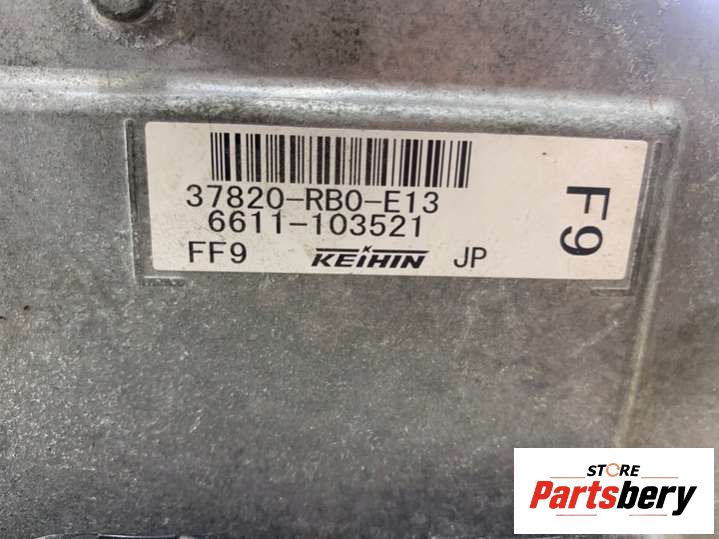 37820-RB0-E13
6611-103521
FF9 KEIHIN JP
F9
STORE
Partsbery